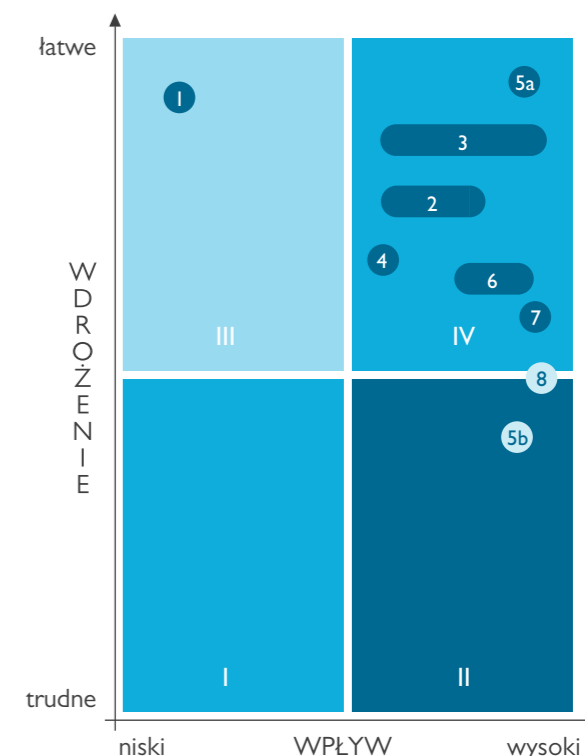 łatwe
1
5a
3
2
4
6
7
III
IV
8
5b
W
D
R
O
Ż
E
N
I
E
I
II
trudne
niski
WPŁYW
wysoki